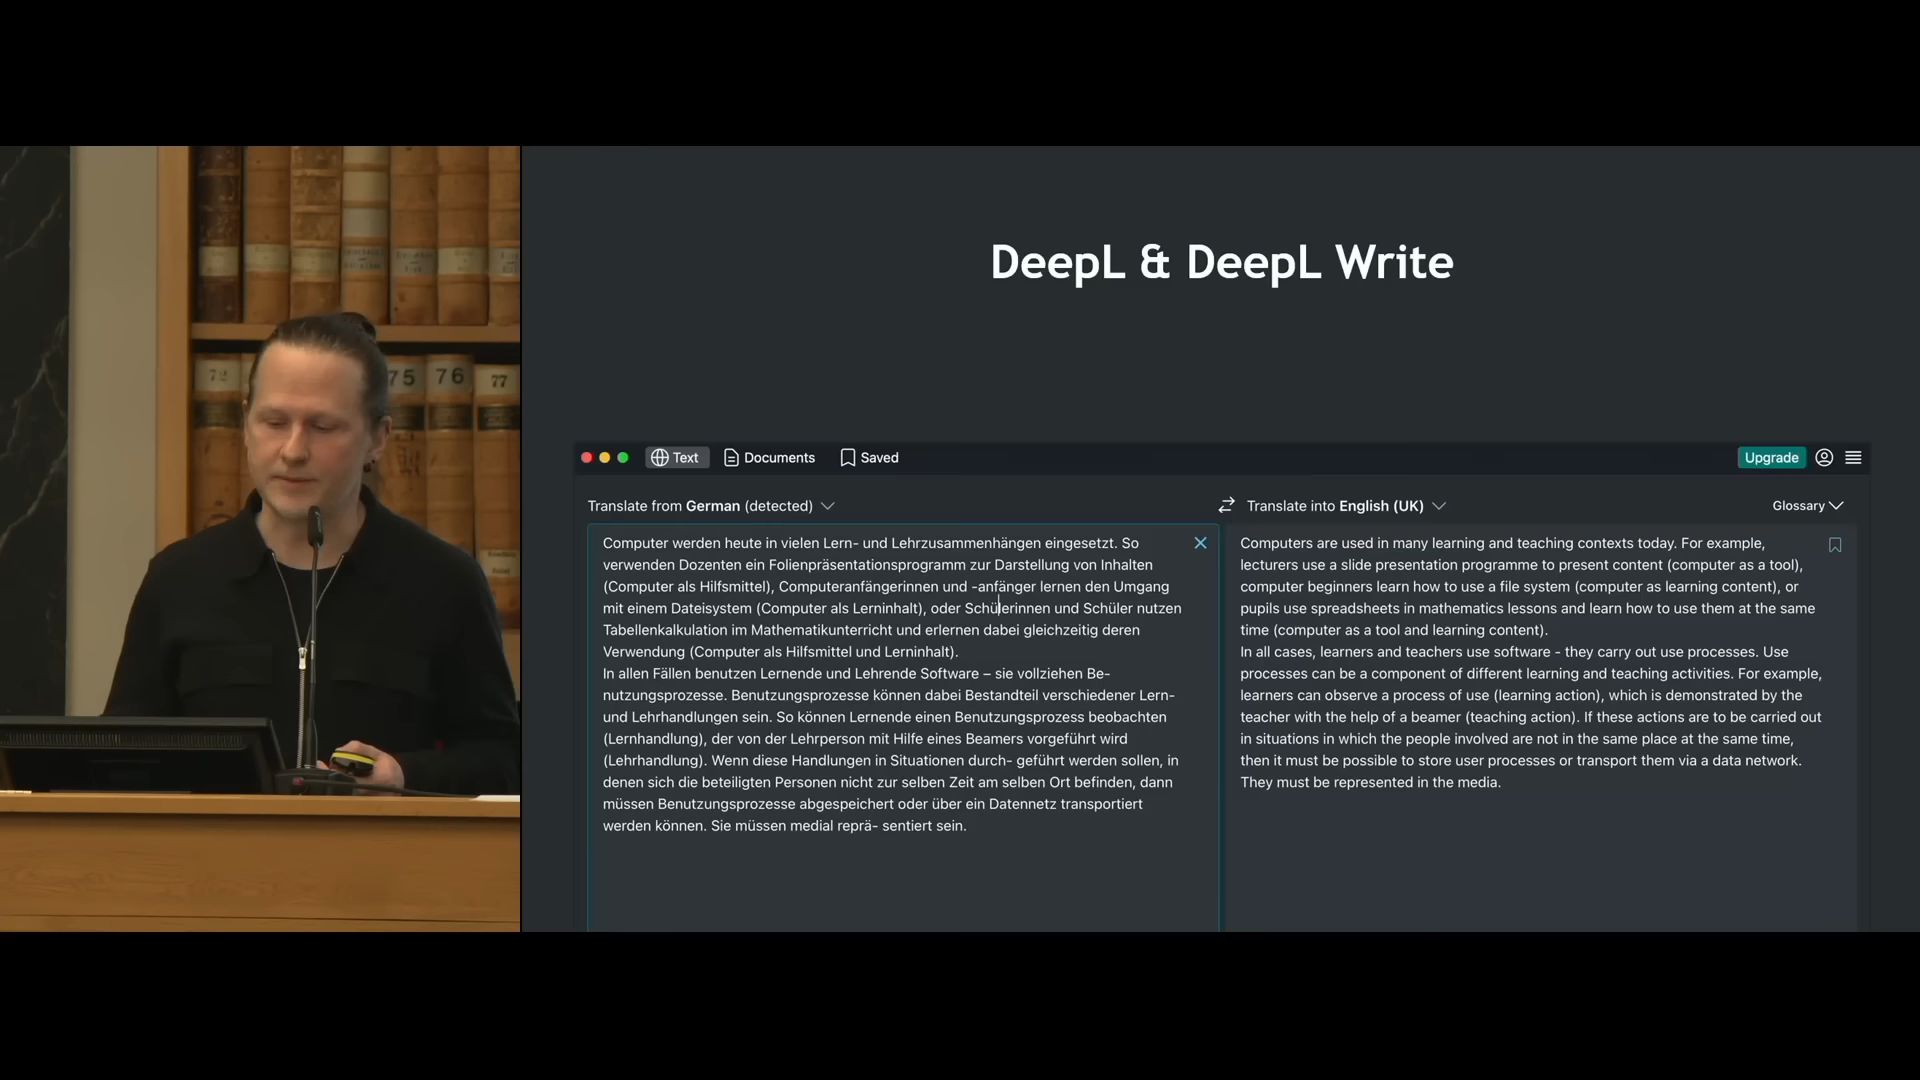 DeepL & DeepL Write
Text
Documents
Saved
Upgrade
Translate from German (detected)
Translate into English (UK)
Glossary
Computer werden heute in vielen Lern- und Lehrzusammenhängen eingesetzt. So
verwenden Dozenten ein Folienpräsentationsprogramm zur Darstellung von Inhalten
(Computer als Hilfsmittel), Computeranfängerinnen und -anfänger lernen den Umgang
mit einem Dateisystem (Computer als Lerninhalt), oder Schülerinnen und Schüler nutzen
Tabellenkalkulation im Mathematikunterricht und erlernen dabei gleichzeitig deren
Verwendung (Computer als Hilfsmittel und Lerninhalt).
In allen Fällen benutzen Lernende und Lehrende Software – sie vollziehen Be-
nutzungsprozesse. Benutzungsprozesse können dabei Bestandteil verschiedener Lern-
und Lehrhandlungen sein. So können Lernende einen Benutzungsprozess beobachten
(Lernhandlung), der von der Lehrperson mit Hilfe eines Beamers vorgeführt wird
(Lehrhandlung). Wenn diese Handlungen in Situationen durch- geführt werden sollen, in
denen sich die beteiligten Personen nicht zur selben Zeit am selben Ort befinden, dann
müssen Benutzungsprozesse abgespeichert oder über ein Datennetz transportiert
werden können. Sie müssen medial reprä- sentiert sein.
Computers are used in many learning and teaching contexts today. For example,
lecturers use a slide presentation programme to present content (computer as a tool),
computer beginners learn how to use a file system (computer as learning content), or
pupils use spreadsheets in mathematics lessons and learn how to use them at the same
time (computer as a tool and learning content).
In all cases, learners and teachers use software - they carry out use processes. Use
processes can be a component of different learning and teaching activities. For example,
learners can observe a process of use (learning action), which is demonstrated by the
teacher with the help of a beamer (teaching action). If these actions are to be carried out
in situations in which the people involved are not in the same place at the same time,
then it must be possible to store user processes or transport them via a data network.
They must be represented in the media.
72
75
76
77